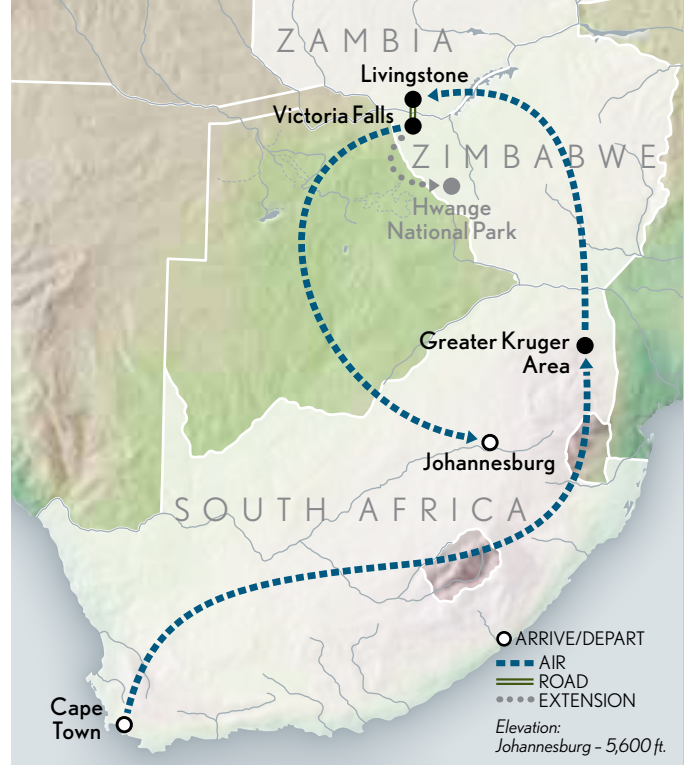 ZAMBIA
Livingstone
Victoria Falls
ZIMBABWE
Hwange
National Park
Greater Kruger
Area
Johannesburg
SOUTH AFRICA
Cape
Town
ARRIVE/DEPART
AIR
ROAD
EXTENSION
Elevation:
Johannesburg – 5,600 ft.